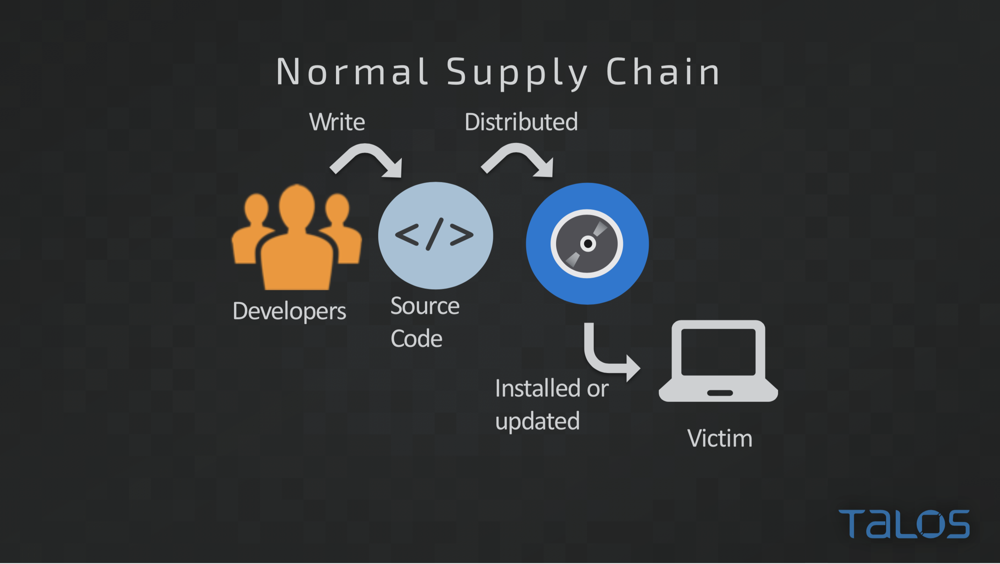 Normal Supply Chain
Write
Distributed
</>
Developers
Source
Code
Installed or
updated
Victim
TALOS